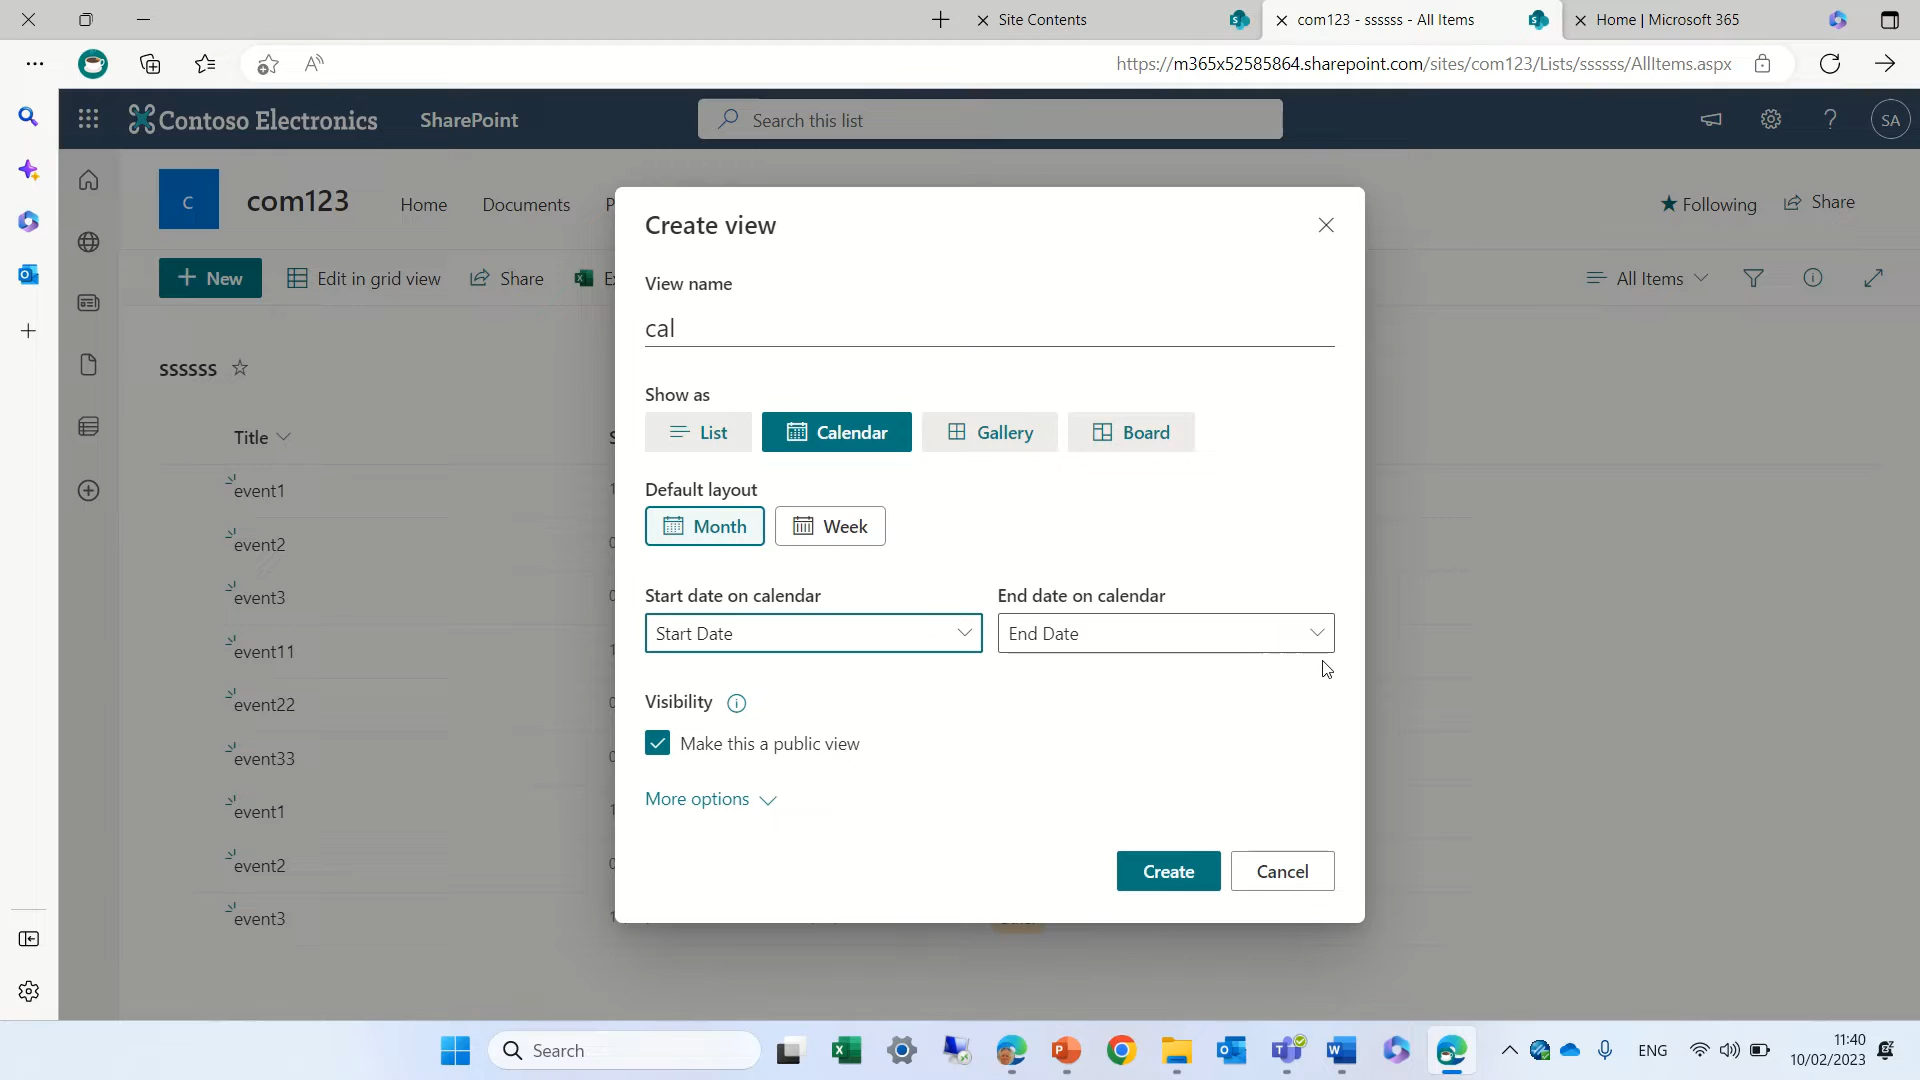 Site Contents
com123 - ssssss - All Items
Home | Microsoft 365
https://m365x52585864.sharepoint.com/sites/com123/Lists/ssssss/AllItems.aspx
Contoso Electronics
SharePoint
Search this list
SA
C
com123
Home
Documents
P
Following
Share
New
Edit in grid view
Share
All Items
ssssss
Title
event1
event2
event3
event11
event22
event33
event1
event2
event3
Create view
View name
cal
Show as
List
Calendar
Gallery
Board
Default layout
Month
Week
Start date on calendar
End date on calendar
Start Date
End Date
Visibility
Make this a public view
More options
Create
Cancel
Search
ENG
11:40
10/02/2023